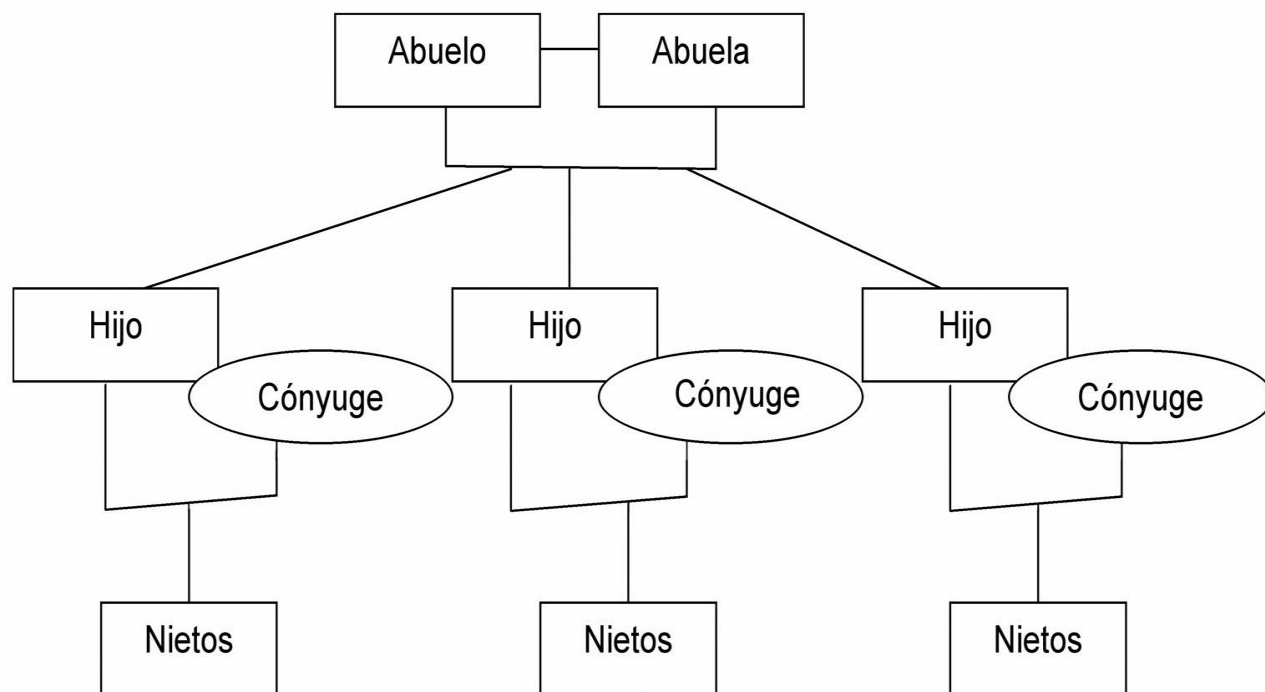 Abuelo
Abuela
Hijo
Hijo
Hijo
Cónyuge
Cónyuge
Cónyuge
Nietos
Nietos
Nietos